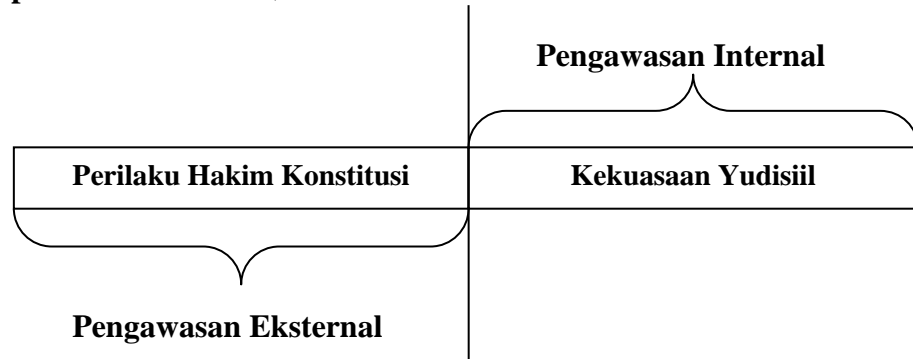 Pengawasan Internal
Perilaku Hakim Konstitusi
Kekuasaan Yudisiil
Pengawasan Eksternal